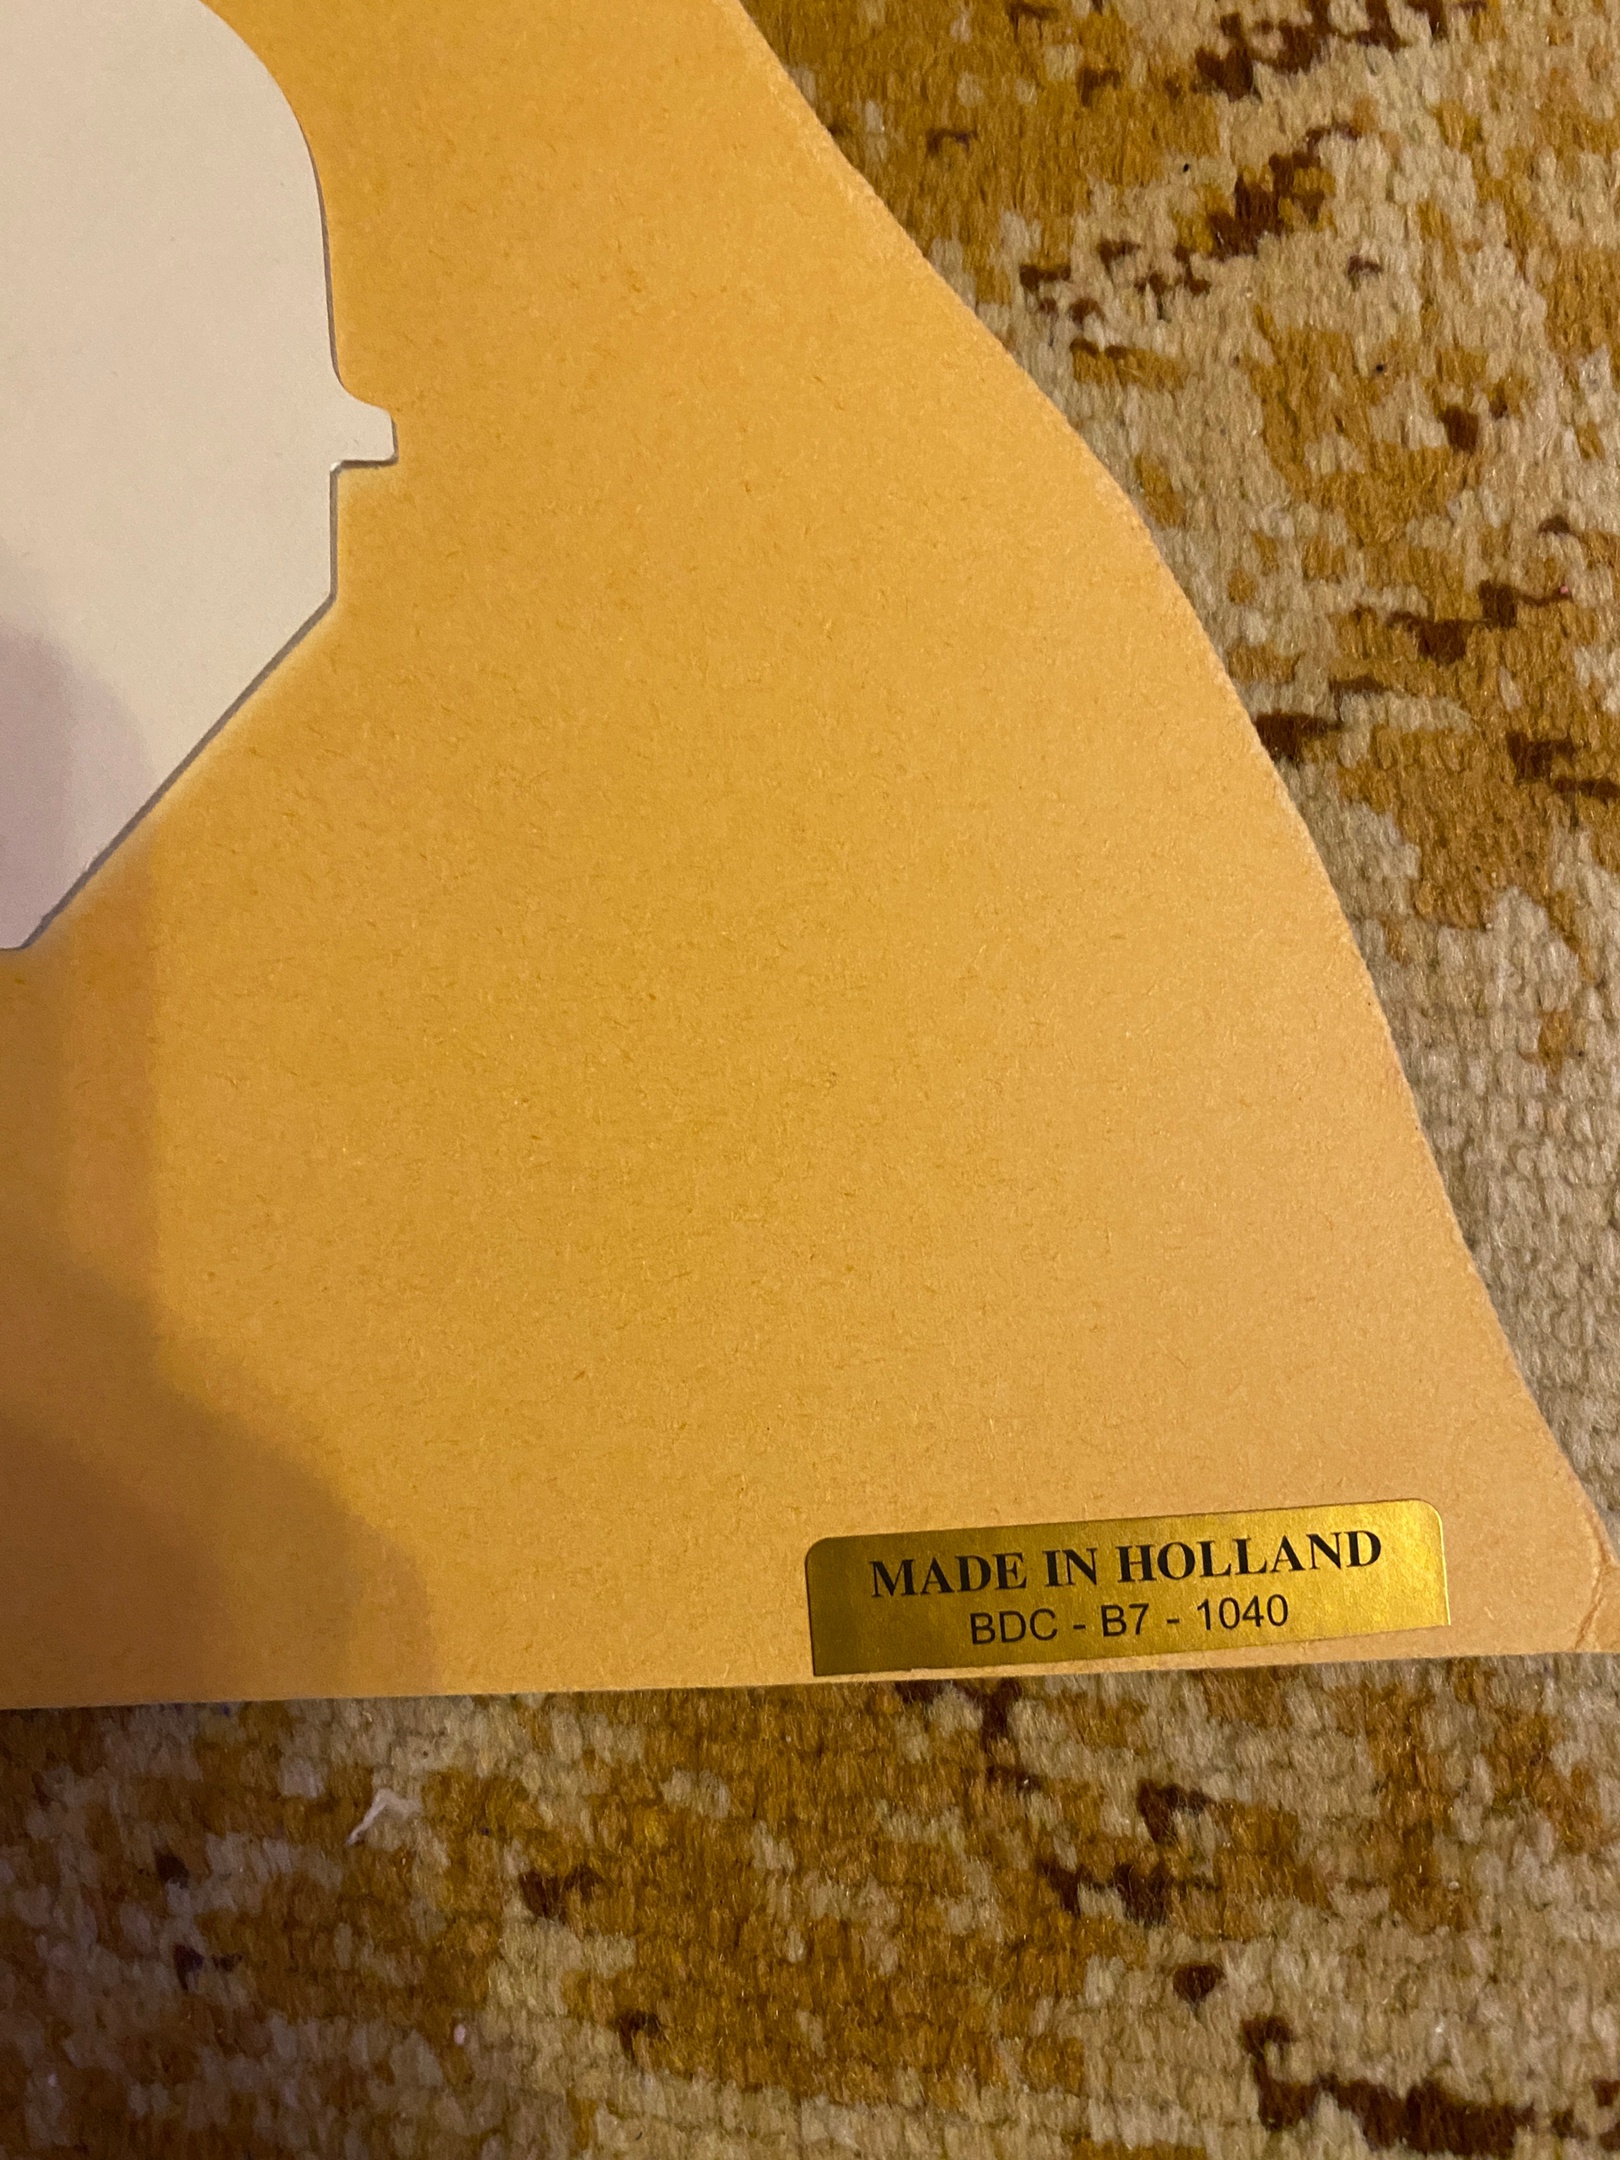 MADE IN HOLLAND
BDC - B7 - 1040